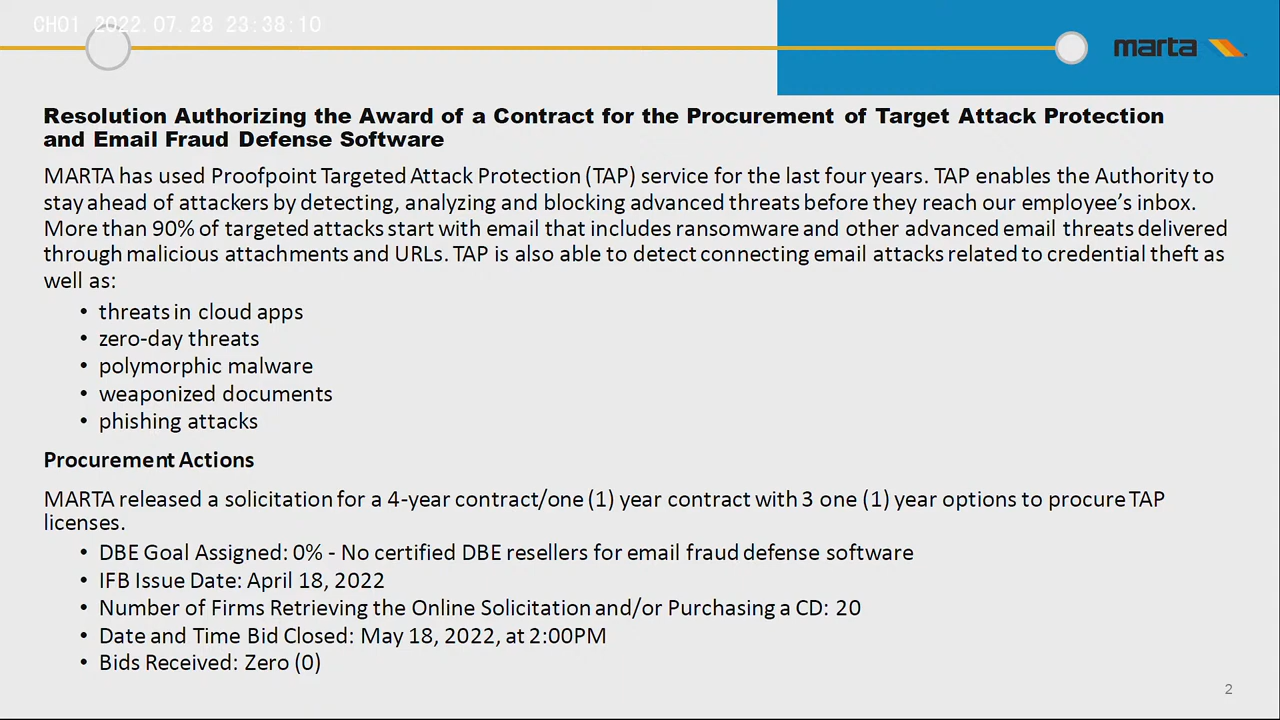 CH01 2022.07.28 23:38:10
marta
Resolution Authorizing the Award of a Contract for the Procurement of Target Attack Protection
and Email Fraud Defense Software
MARTA has used Proofpoint Targeted Attack Protection (TAP) service for the last four years. TAP enables the Authority to
stay ahead of attackers by detecting, analyzing and blocking advanced threats before they reach our employee’s inbox.
More than 90% of targeted attacks start with email that includes ransomware and other advanced email threats delivered
through malicious attachments and URLs. TAP is also able to detect connecting email attacks related to credential theft as
well as:
• threats in cloud apps
• zero-day threats
• polymorphic malware
• weaponized documents
• phishing attacks
Procurement Actions
MARTA released a solicitation for a 4-year contract/one (1) year contract with 3 one (1) year options to procure TAP
licenses.
• DBE Goal Assigned: 0% - No certified DBE resellers for email fraud defense software
• IFB Issue Date: April 18, 2022
• Number of Firms Retrieving the Online Solicitation and/or Purchasing a CD: 20
• Date and Time Bid Closed: May 18, 2022, at 2:00PM
• Bids Received: Zero (0)
2